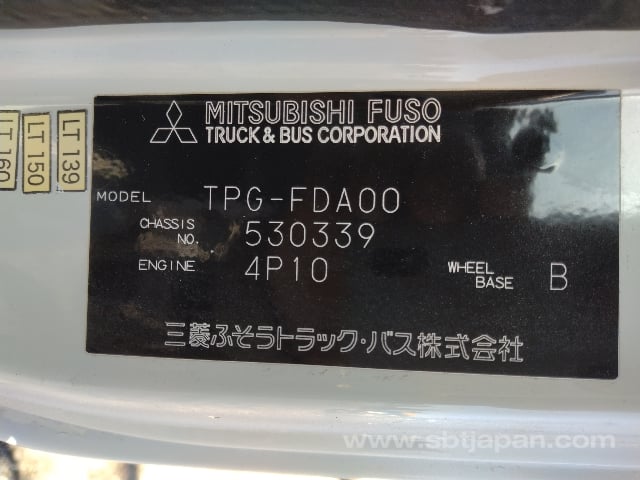 MITSUBISHI FUSO
TRUCK & BUS CORPORATION
LT 160
LT 150
LT 139
MODEL TPG-FDA00
CHASSIS NO. 530339
ENGINE 4P10
WHEEL BASE B
三菱ふそうトラック・バス株式会社
www.sbtjapan.com